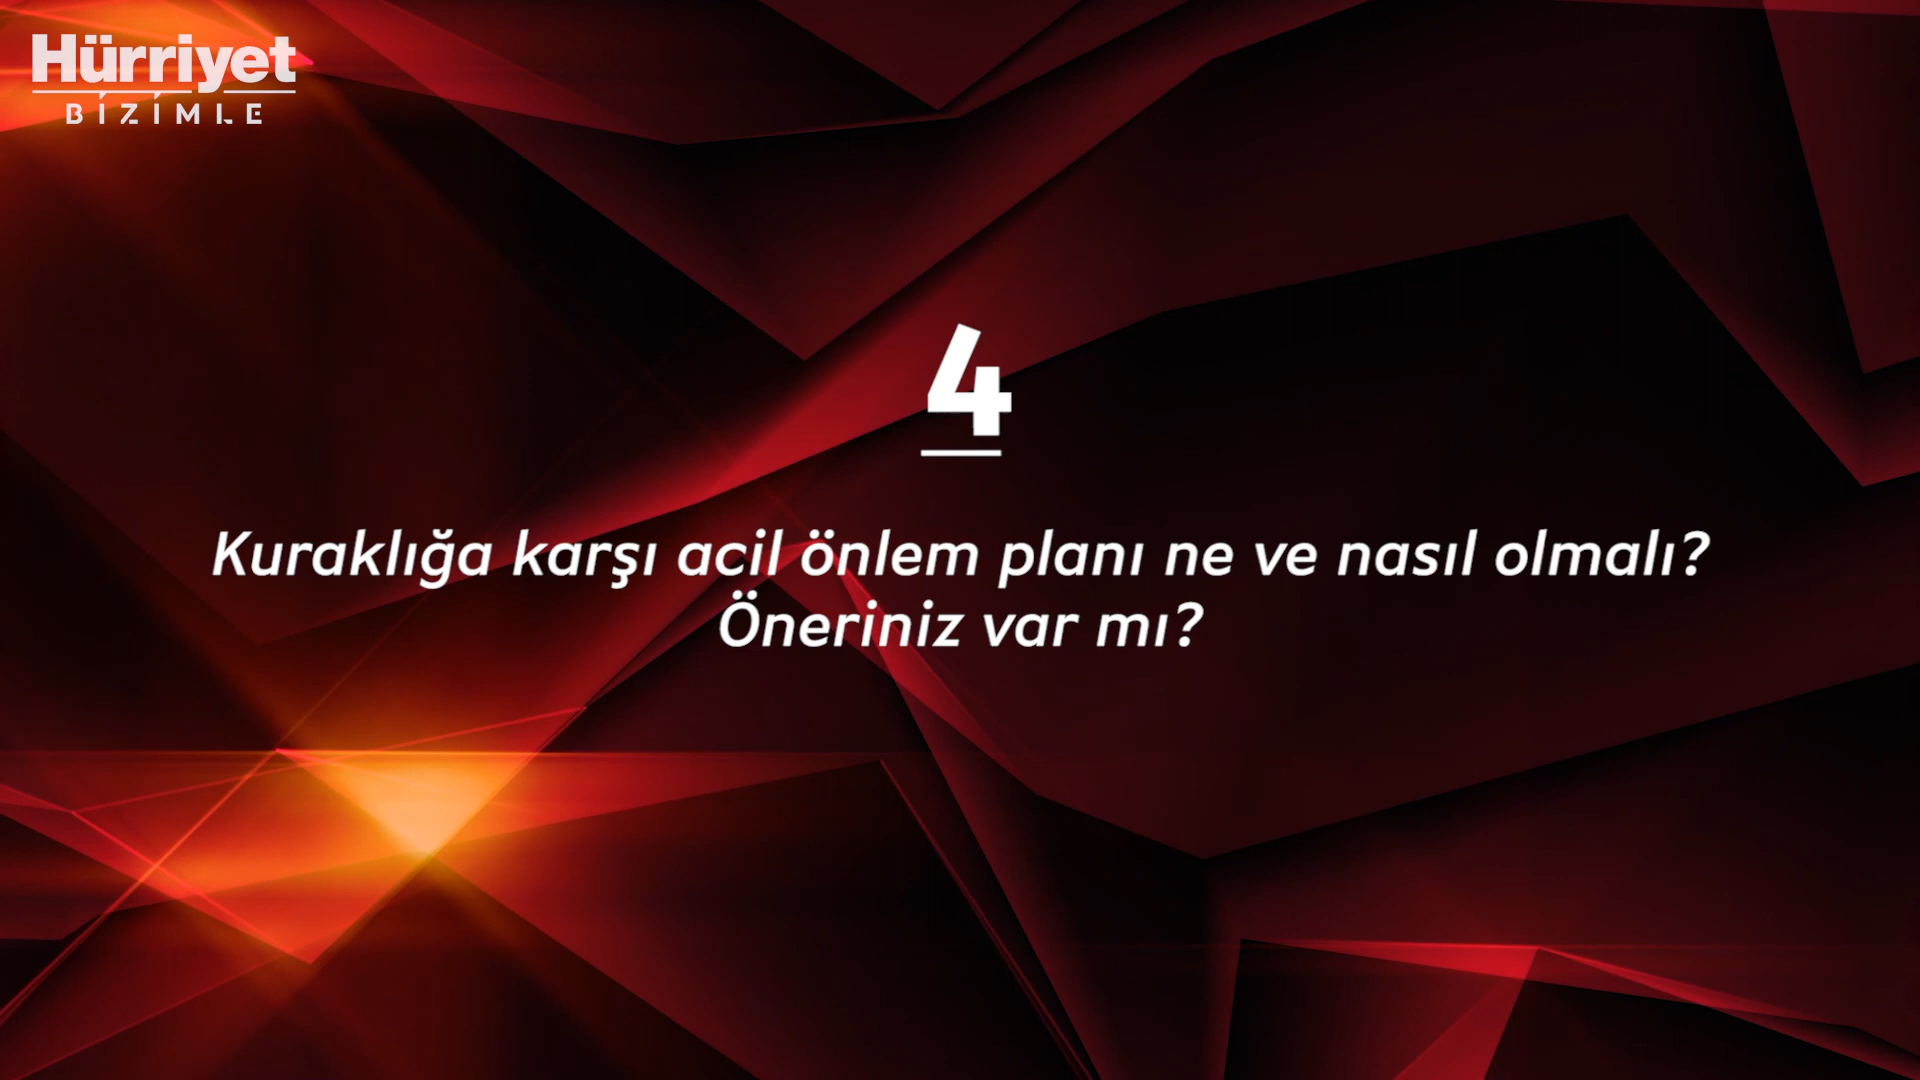 Hürriyet
BİZİMLE
4
Kuraklığa karşı acil önlem planı ne ve nasıl olmalı?
Öneriniz var mı?